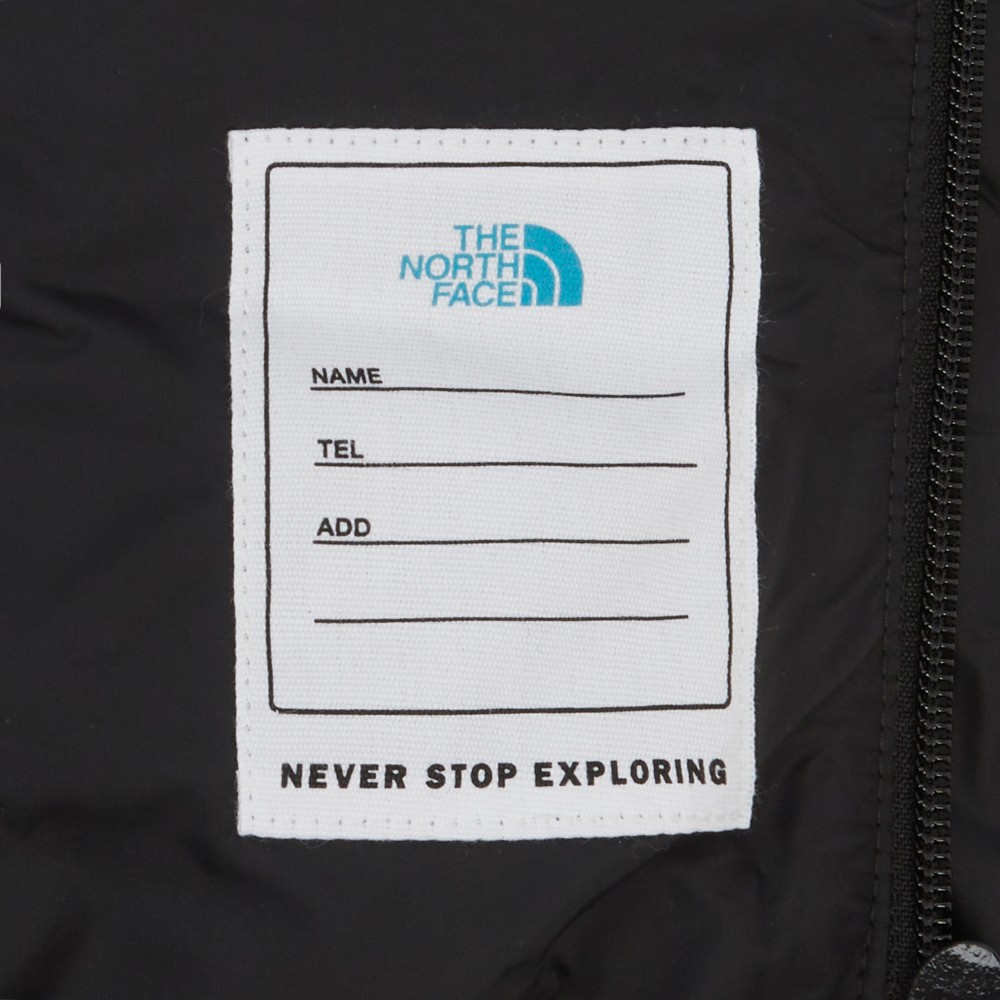 THE
NORTH
FACE
NAME
TEL
ADD
NEVER STOP EXPLORING